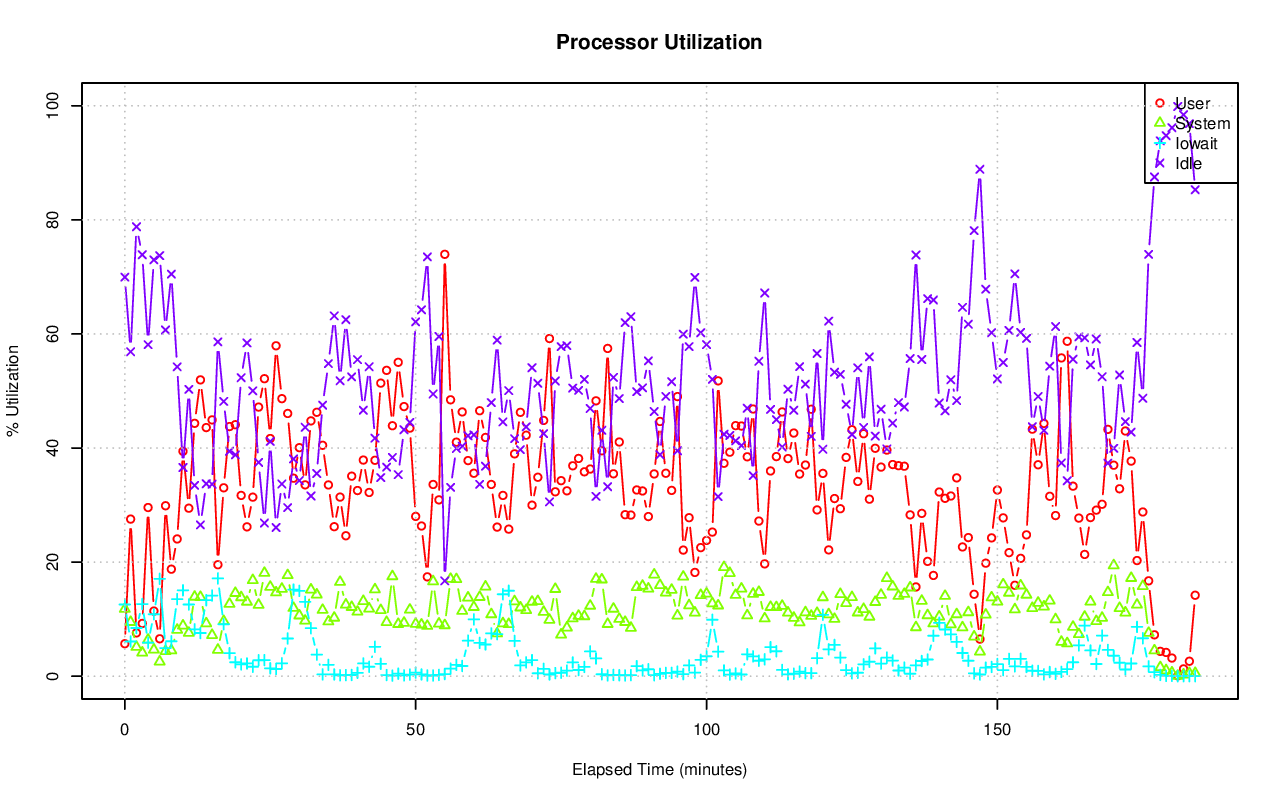 Processor Utilization
% Utilization
100
80
60
40
20
0
User
System
Iowait
Idle
0 50 100 150
Elapsed Time (minutes)